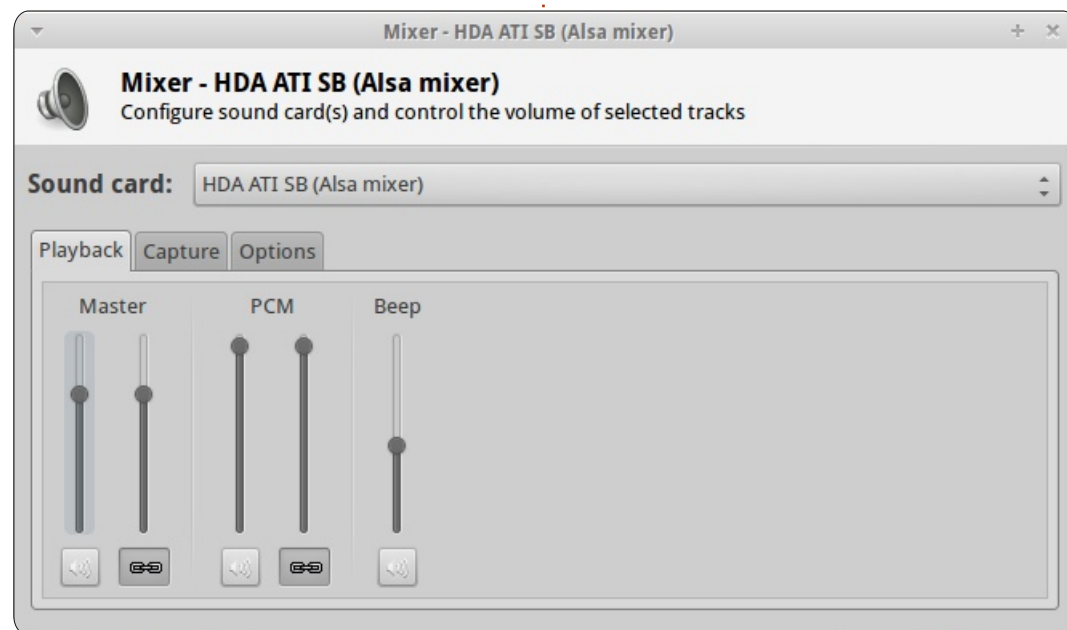 Mixer - HDA ATI SB (Alsa mixer)
Mixer - HDA ATI SB (Alsa mixer)
Configure sound card(s) and control the volume of selected tracks
Sound card: HDA ATI SB (Alsa mixer)
Playback Capture Options
Master PCM Beep